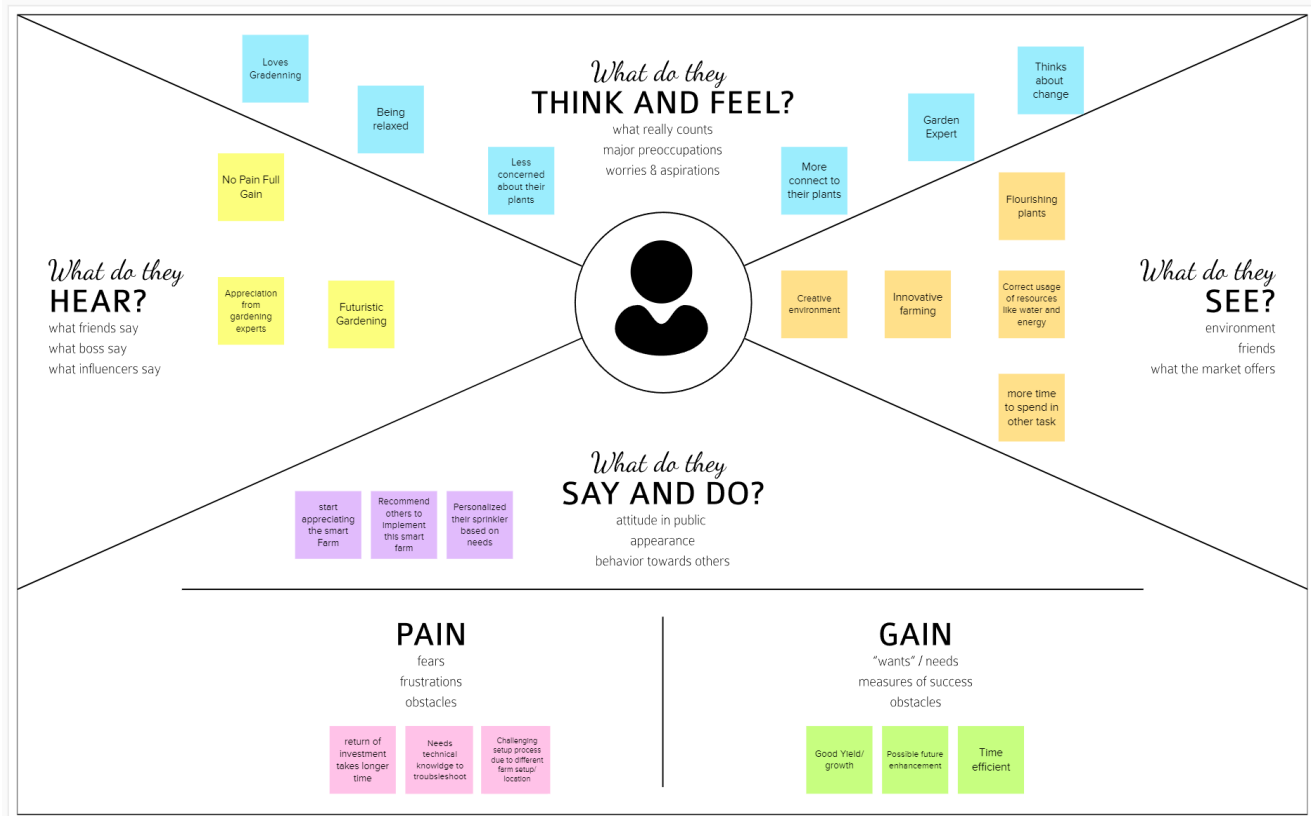 Loves
Gradenning
Being
relaxed
Less
concerned
about their
plants
What do they
THINK AND FEEL?
what really counts
major preoccupations
worries & aspirations
More
connect to
their plants
Garden
Expert
Thinks
about
change
No Pain Full
Gain
What do they
HEAR?
what friends say
what boss say
what influencers say
Appreciation
from
gardening
experts
Futuristic
Gardening
Flourishing
plants
Creative
environment
Innovative
farming
Correct usage
of resources
like water and
energy
more time
to spend in
other task
What do they
SEE?
environment
friends
what the market offers
What do they
SAY AND DO?
attitude in public
appearance
behavior towards others
start
appreciating
the smart
Farm
Recommend
others to
implement
this smart
farm
Personalized
their sprinkler
based on
needs
PAIN
fears
frustrations
obstacles
return of
investment
takes longer
time
Needs
technical
knowldge to
troubleshoot
Challenging
setup process
due to different
farm setup/
location
GAIN
“wants” / needs
measures of success
obstacles
Good Yield/
growth
Possible future
enhancement
Time
efficient